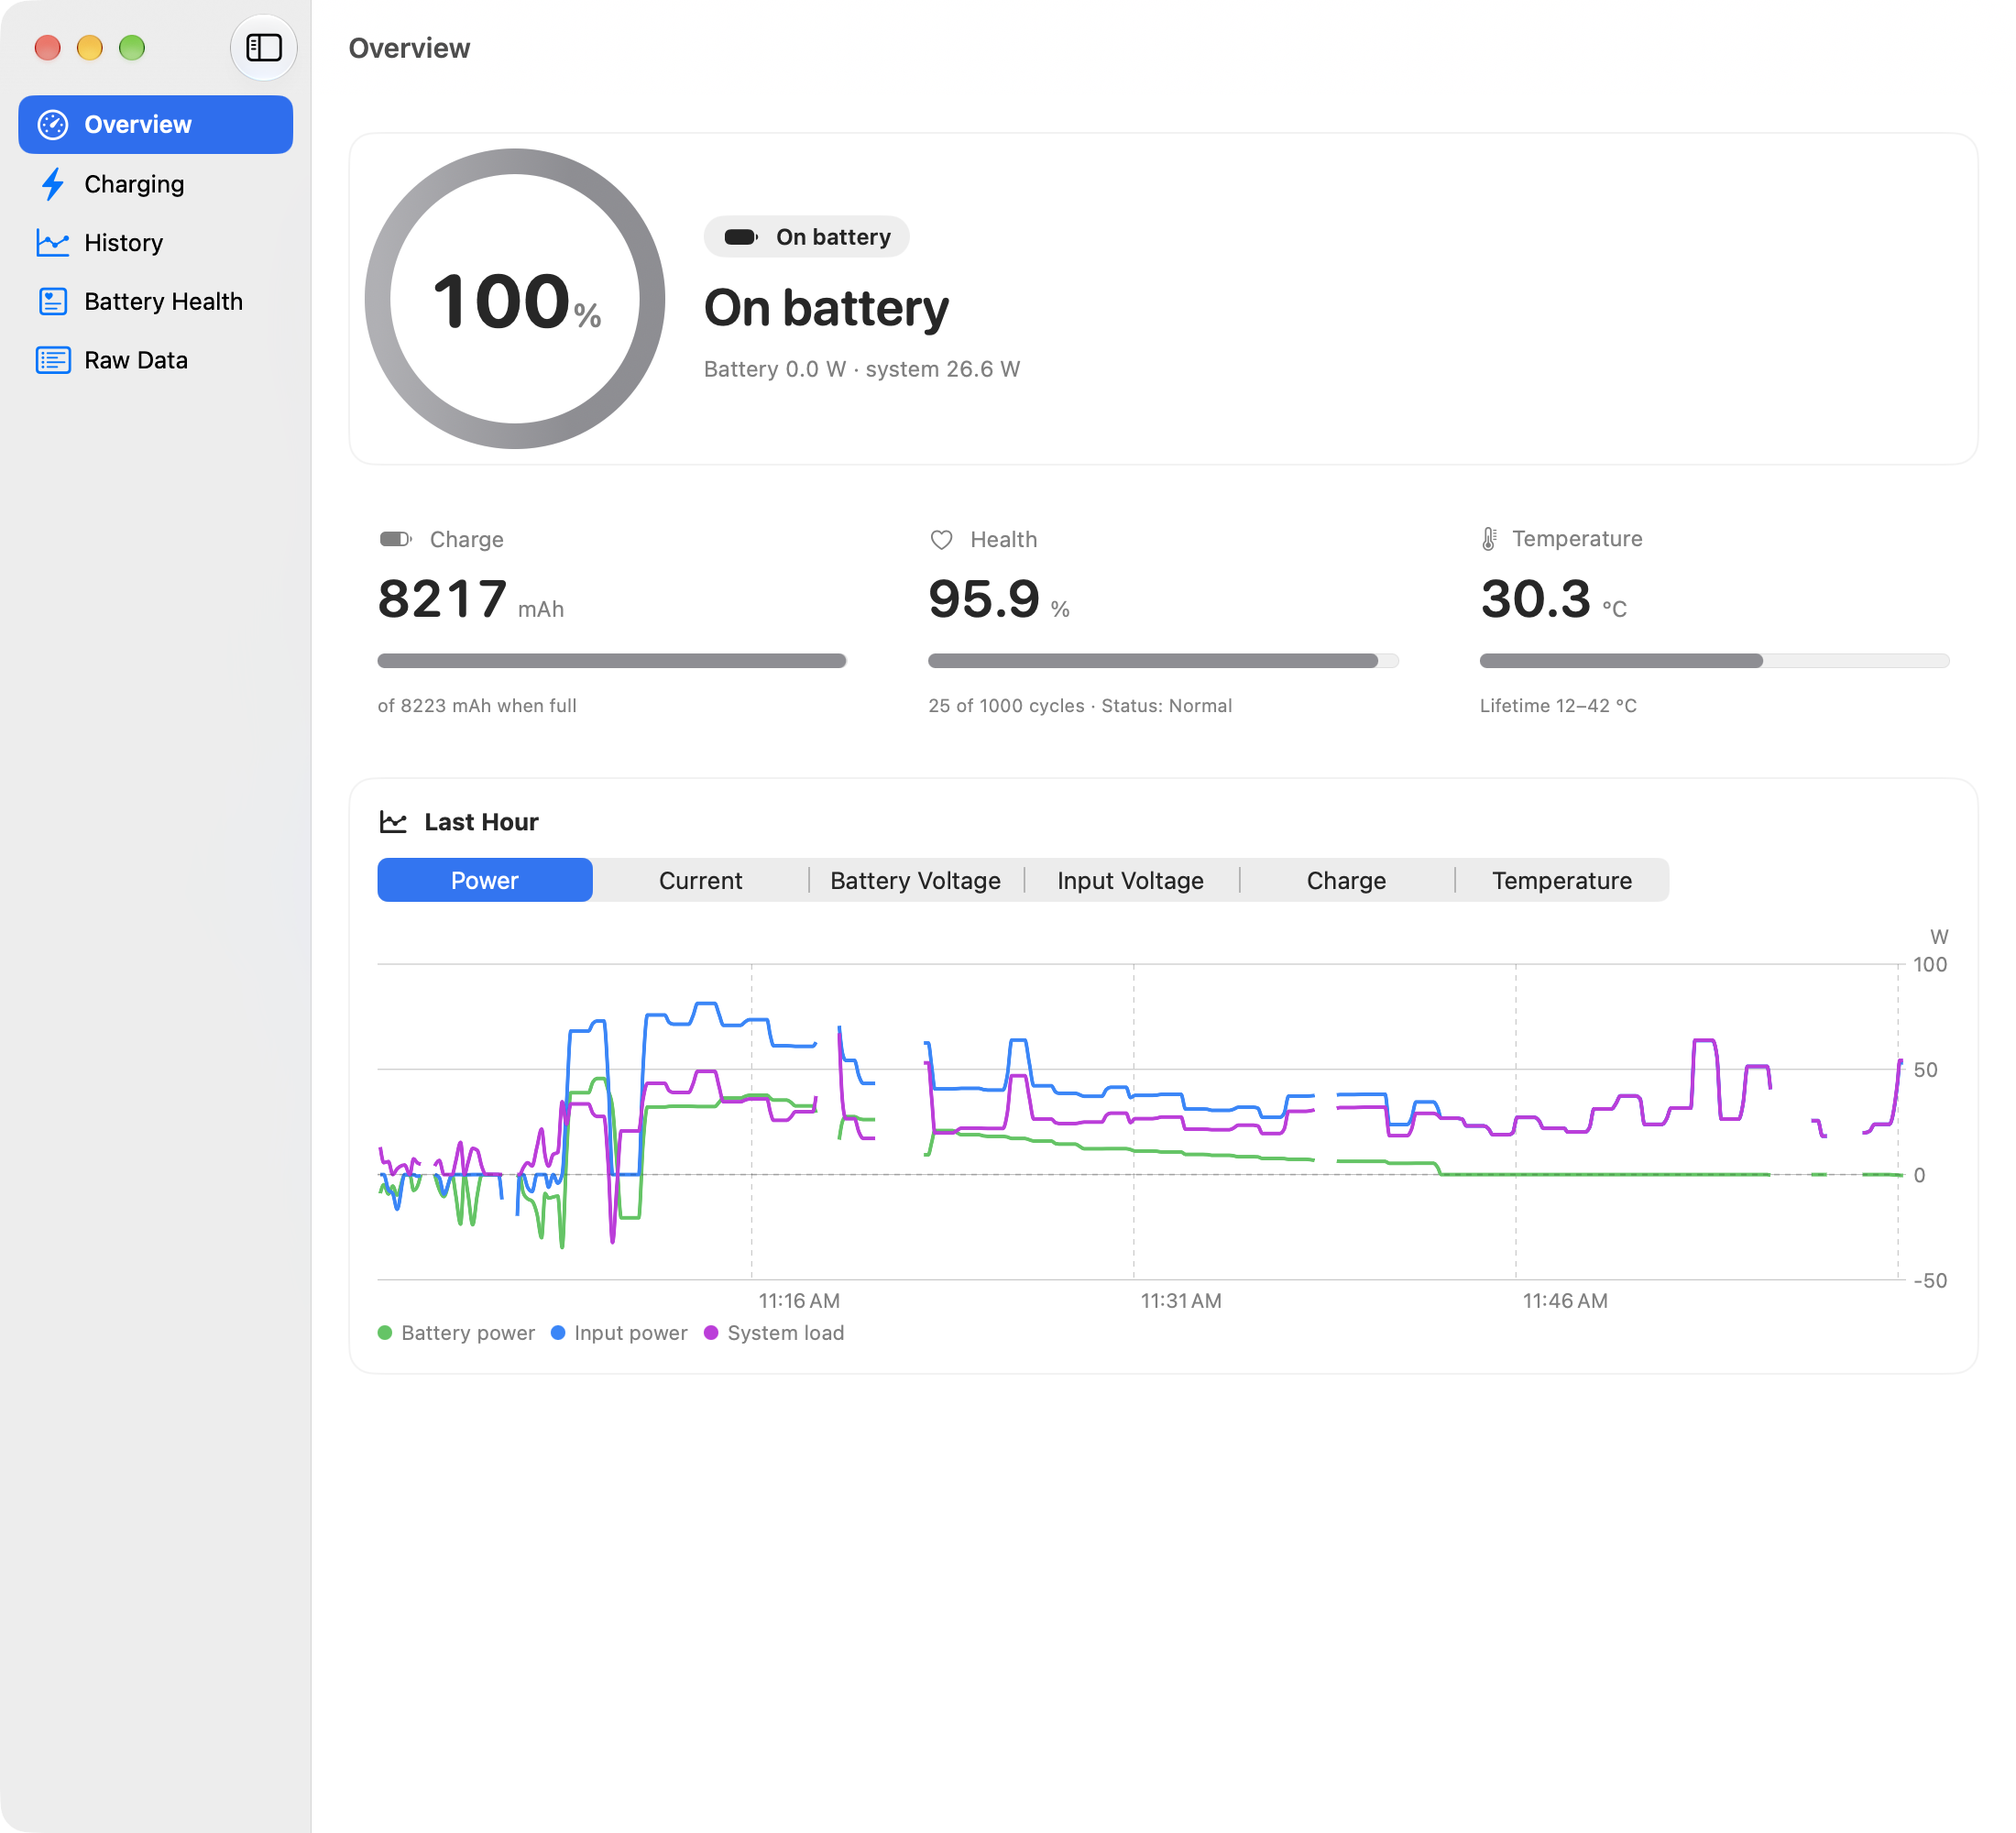 Overview
Overview
Charging
History
Battery Health
Raw Data
100%
On battery
On battery
Battery 0.0 W · system 26.6 W
Charge
8217 mAh
of 8223 mAh when full
Health
95.9 %
25 of 1000 cycles · Status: Normal
Temperature
30.3 °C
Lifetime 12–42 °C
Last Hour
Power Current Battery Voltage Input Voltage Charge Temperature
W
100
50
0
-50
11:16 AM 11:31 AM 11:46 AM
Battery power Input power System load